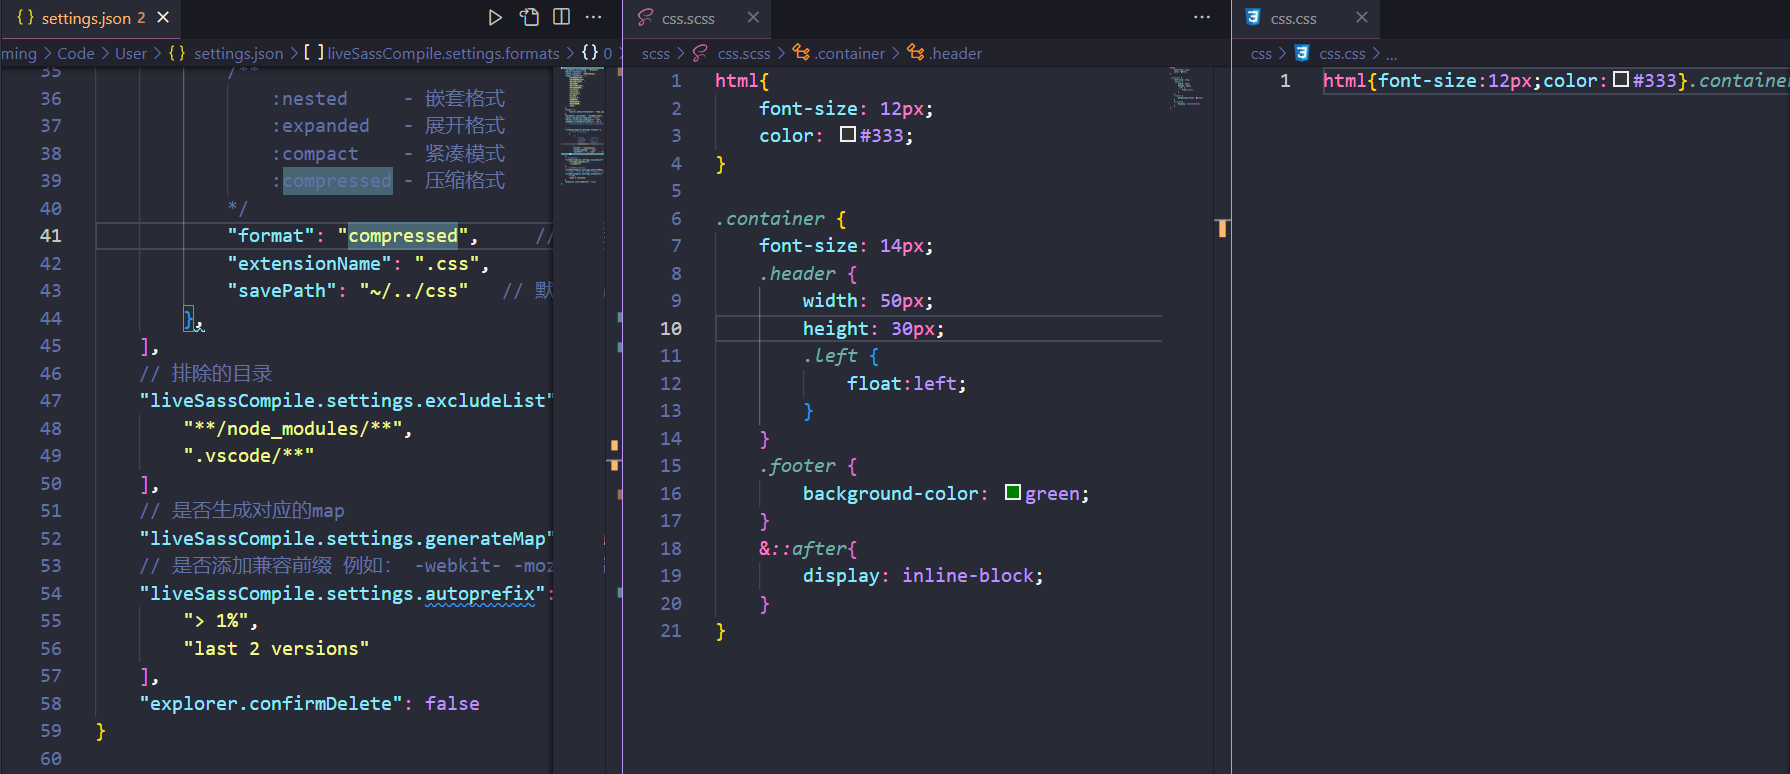 settings.json 2
ming > Code > User > {} settings.json > [ ] liveSassCompile.settings.formats > {} 0
35 /**
36 :nested - 嵌套格式
37 :expanded - 展开格式
38 :compact - 紧凑模式
39 :compressed - 压缩格式
40 */
41 "format": "compressed", //
42 "extensionName": ".css",
43 "savePath": "~/../css" // 默
44 },
45 ],
46 // 排除的目录
47 "liveSassCompile.settings.excludeList"
48 "**/node_modules/**",
49 ".vscode/**"
50 ],
51 // 是否生成对应的map
52 "liveSassCompile.settings.generateMap"
53 // 是否添加兼容前缀 例如: -webkit- -moz
54 "liveSassCompile.settings.autoprefix":
55 "> 1%",
56 "last 2 versions"
57 ],
58 "explorer.confirmDelete": false
59 }
60
css.scss
scss > css.scss > .container > .header
1 html{
2 font-size: 12px;
3 color: #333;
4 }
5
6 .container {
7 font-size: 14px;
8 .header {
9 width: 50px;
10 height: 30px;
11 .left {
12 float:left;
13 }
14 }
15 .footer {
16 background-color: green;
17 }
18 &::after{
19 display: inline-block;
20 }
21 }
css.css
css > css.css > ...
1 html{font-size:12px;color:#333}.container